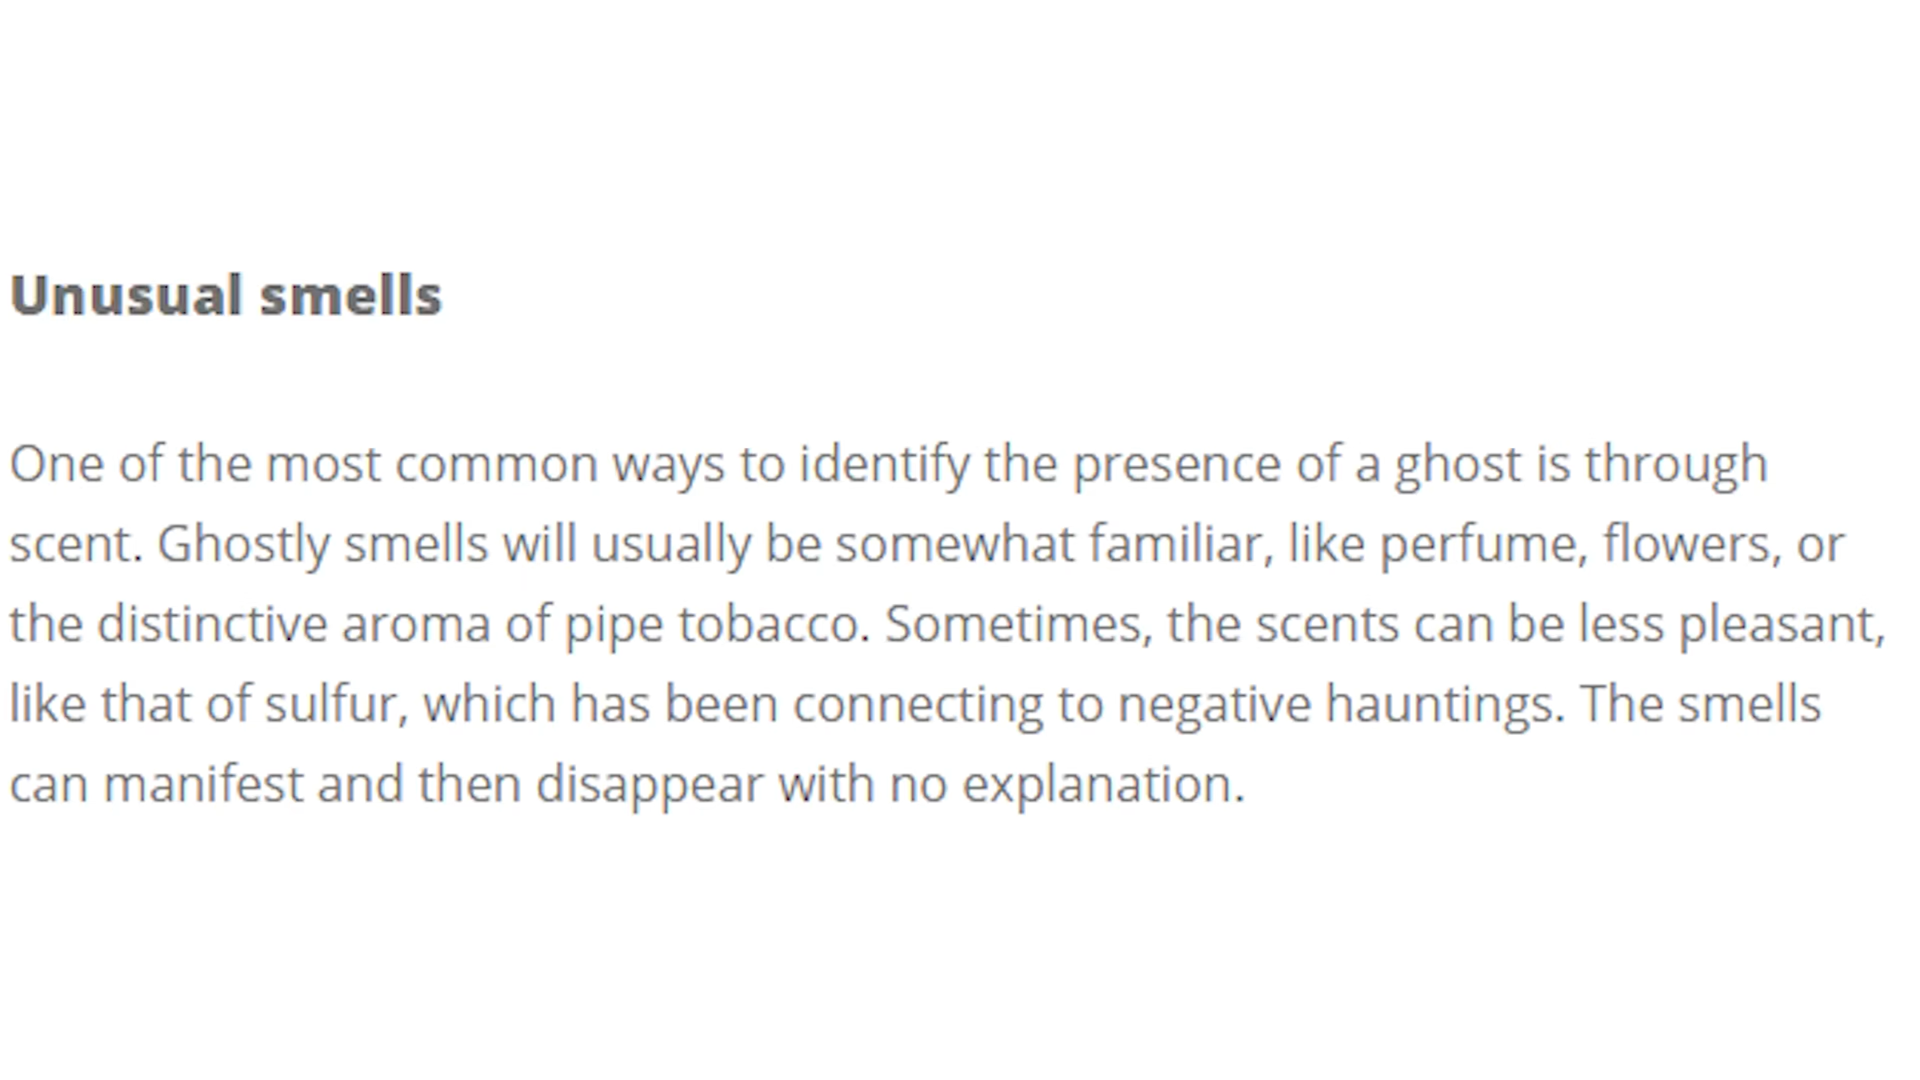 Unusual smells
One of the most common ways to identify the presence of a ghost is through
scent. Ghostly smells will usually be somewhat familiar, like perfume, flowers, or
the distinctive aroma of pipe tobacco. Sometimes, the scents can be less pleasant,
like that of sulfur, which has been connecting to negative hauntings. The smells
can manifest and then disappear with no explanation.